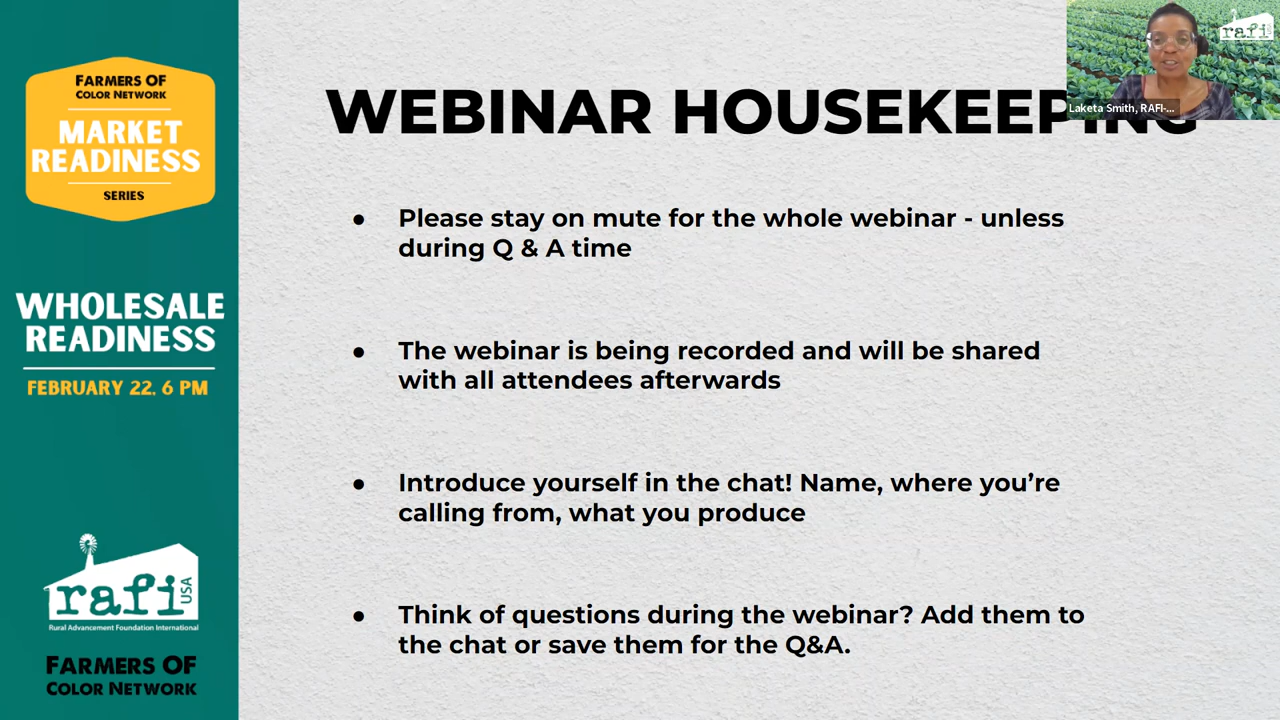 FARMERS OF
COLOR NETWORK
MARKET
READINESS
SERIES
WHOLESALE
READINESS
FEBRUARY 22, 6 PM
rafi
USA
Rural Advancement Foundation International
FARMERS OF
COLOR NETWORK
WEBINAR HOUSEKEEPING
● Please stay on mute for the whole webinar - unless
during Q & A time
● The webinar is being recorded and will be shared
with all attendees afterwards
● Introduce yourself in the chat! Name, where you’re
calling from, what you produce
● Think of questions during the webinar? Add them to
the chat or save them for the Q&A.
rafi
Laketa Smith, RAFI-...